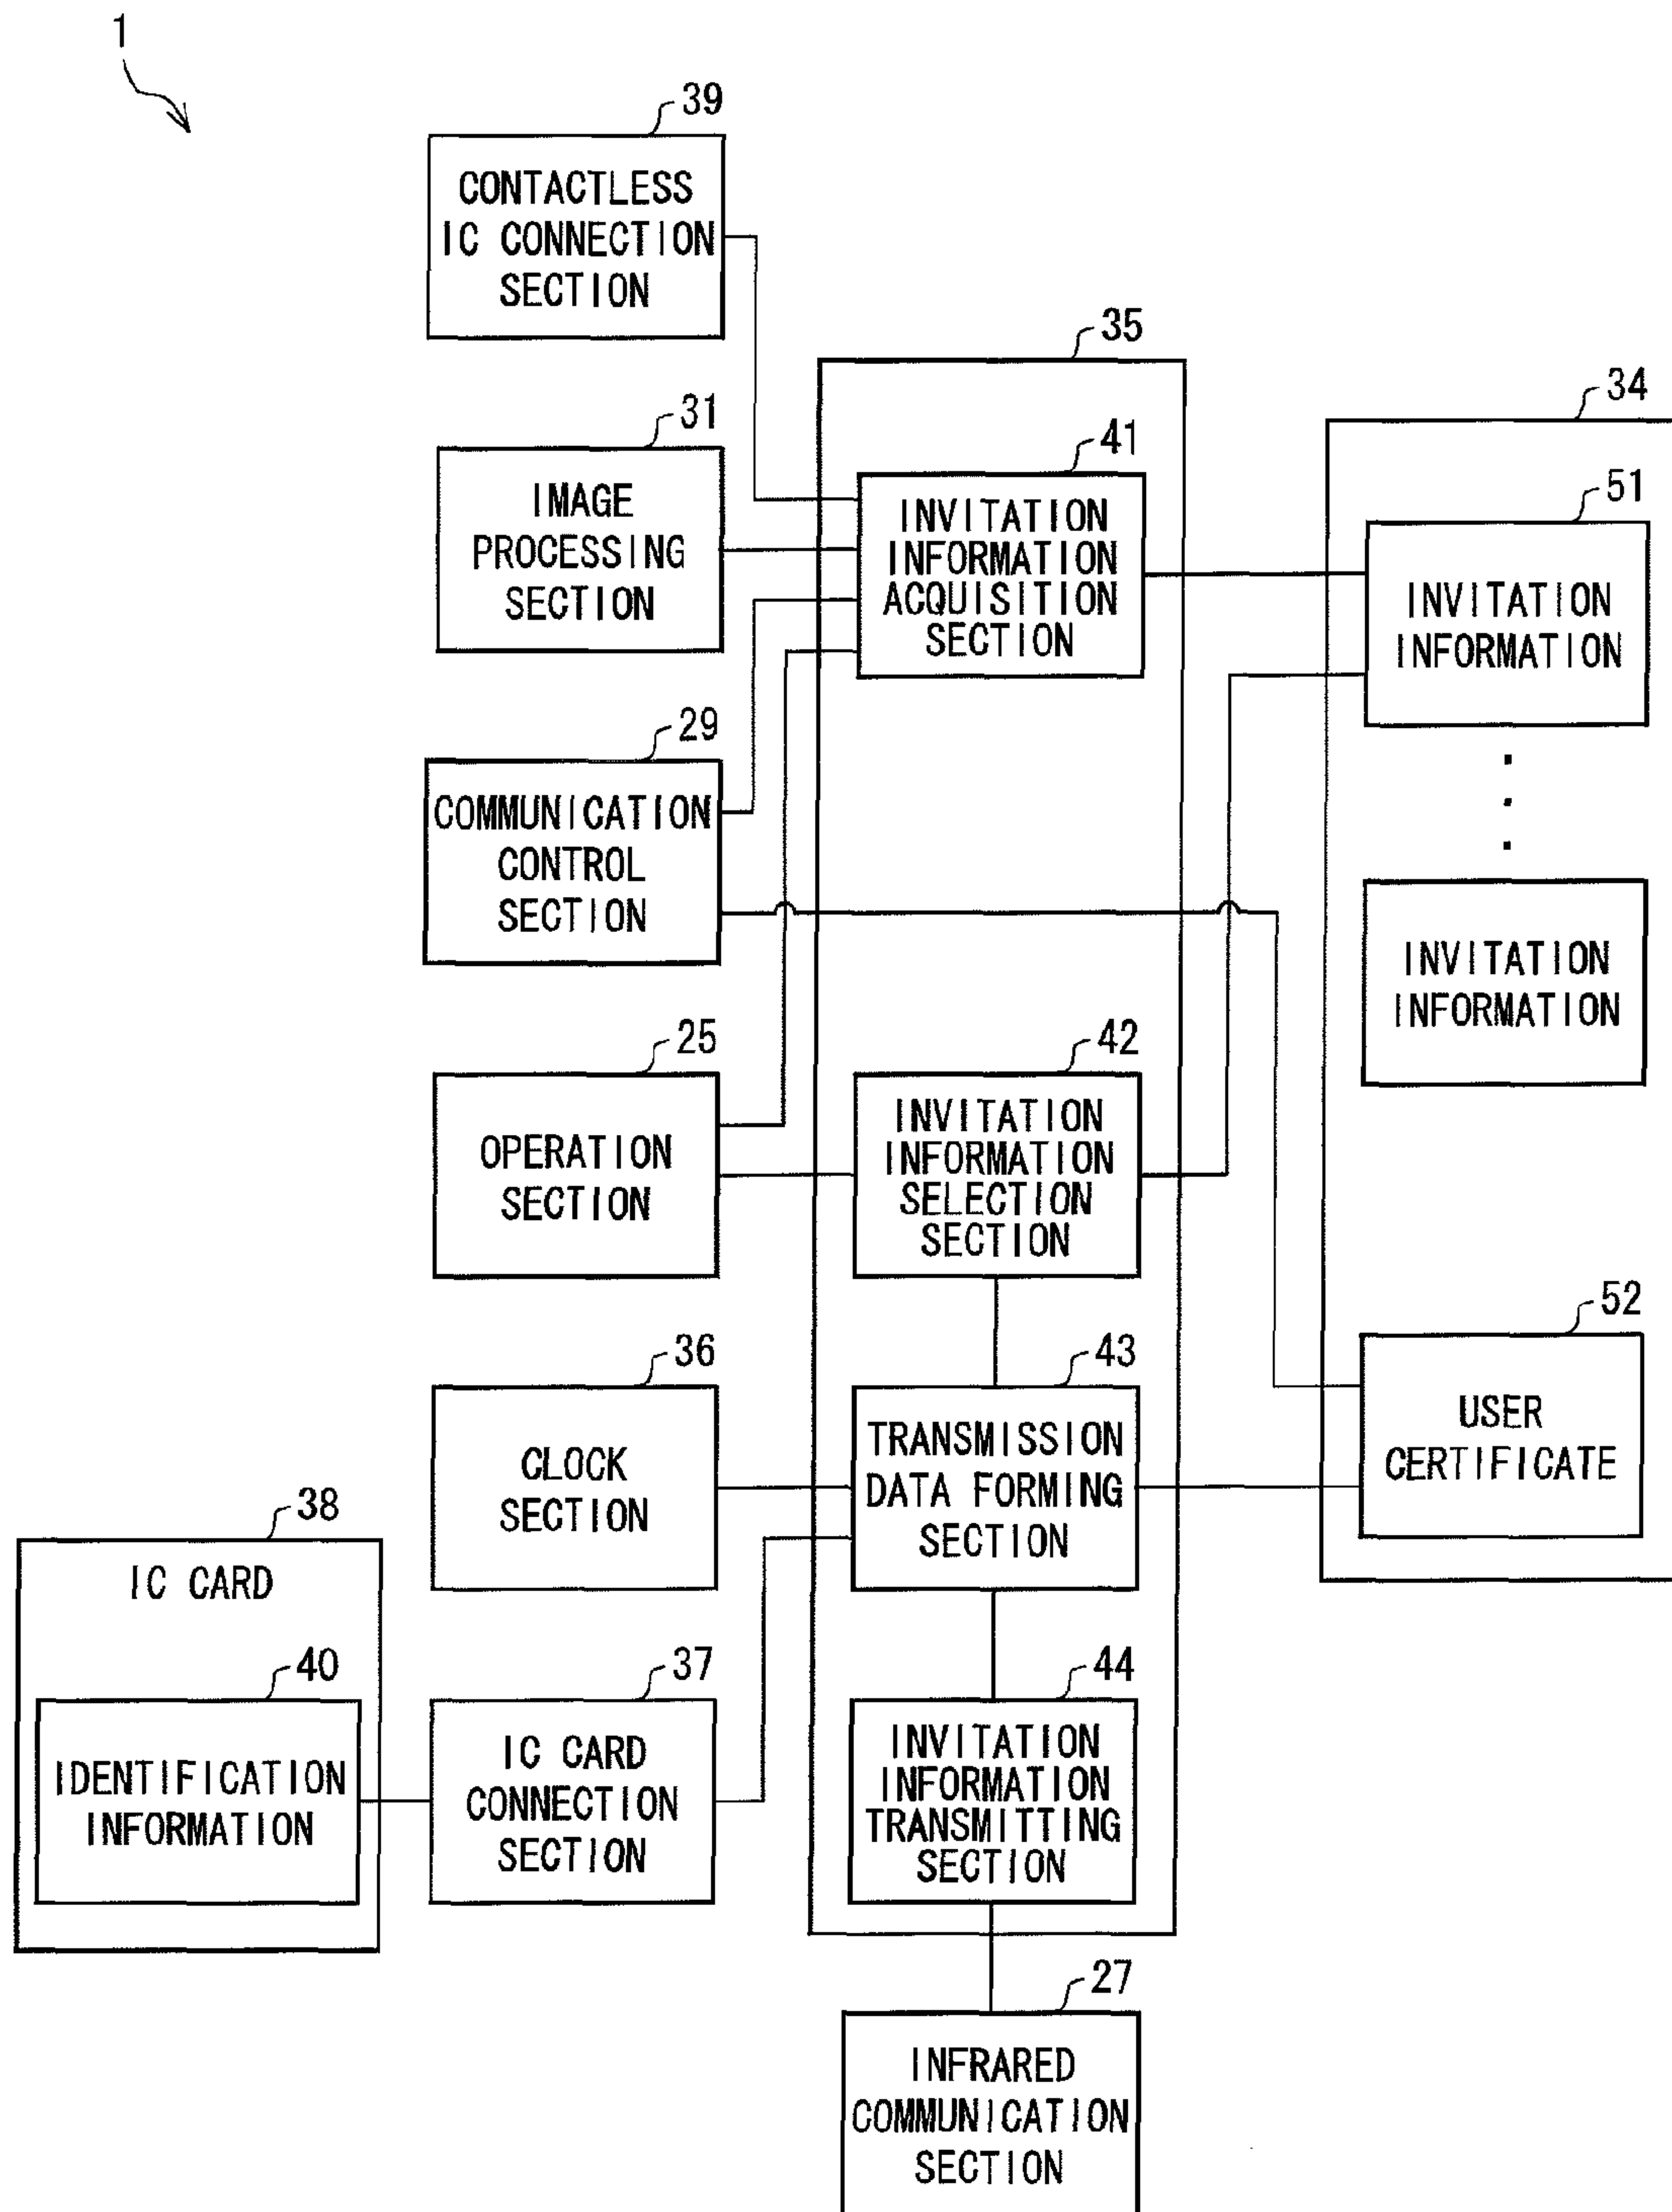 1
39
CONTACTLESS
IC CONNECTION
SECTION
35
34
31
IMAGE
PROCESSING
SECTION
41
INVITATION
INFORMATION
ACQUISITION
SECTION
51
INVITATION
INFORMATION
29
COMMUNICATION
CONTROL
SECTION
INVITATION
INFORMATION
25
OPERATION
SECTION
42
INVITATION
INFORMATION
SELECTION
SECTION
52
USER
CERTIFICATE
36
CLOCK
SECTION
43
TRANSMISSION
DATA FORMING
SECTION
38
IC CARD
40
IDENTIFICATION
INFORMATION
37
IC CARD
CONNECTION
SECTION
44
INVITATION
INFORMATION
TRANSMITTING
SECTION
27
INFRARED
COMMUNICATION
SECTION